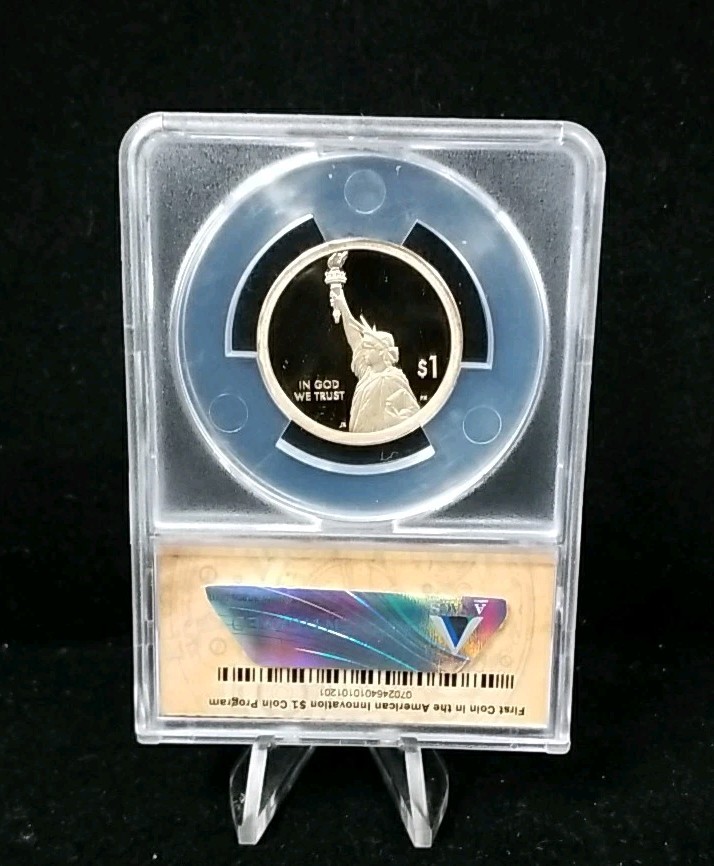 $1
IN GOD
WE TRUST
First Coin in the American Innovation $1 Coin Program
0702464010101201